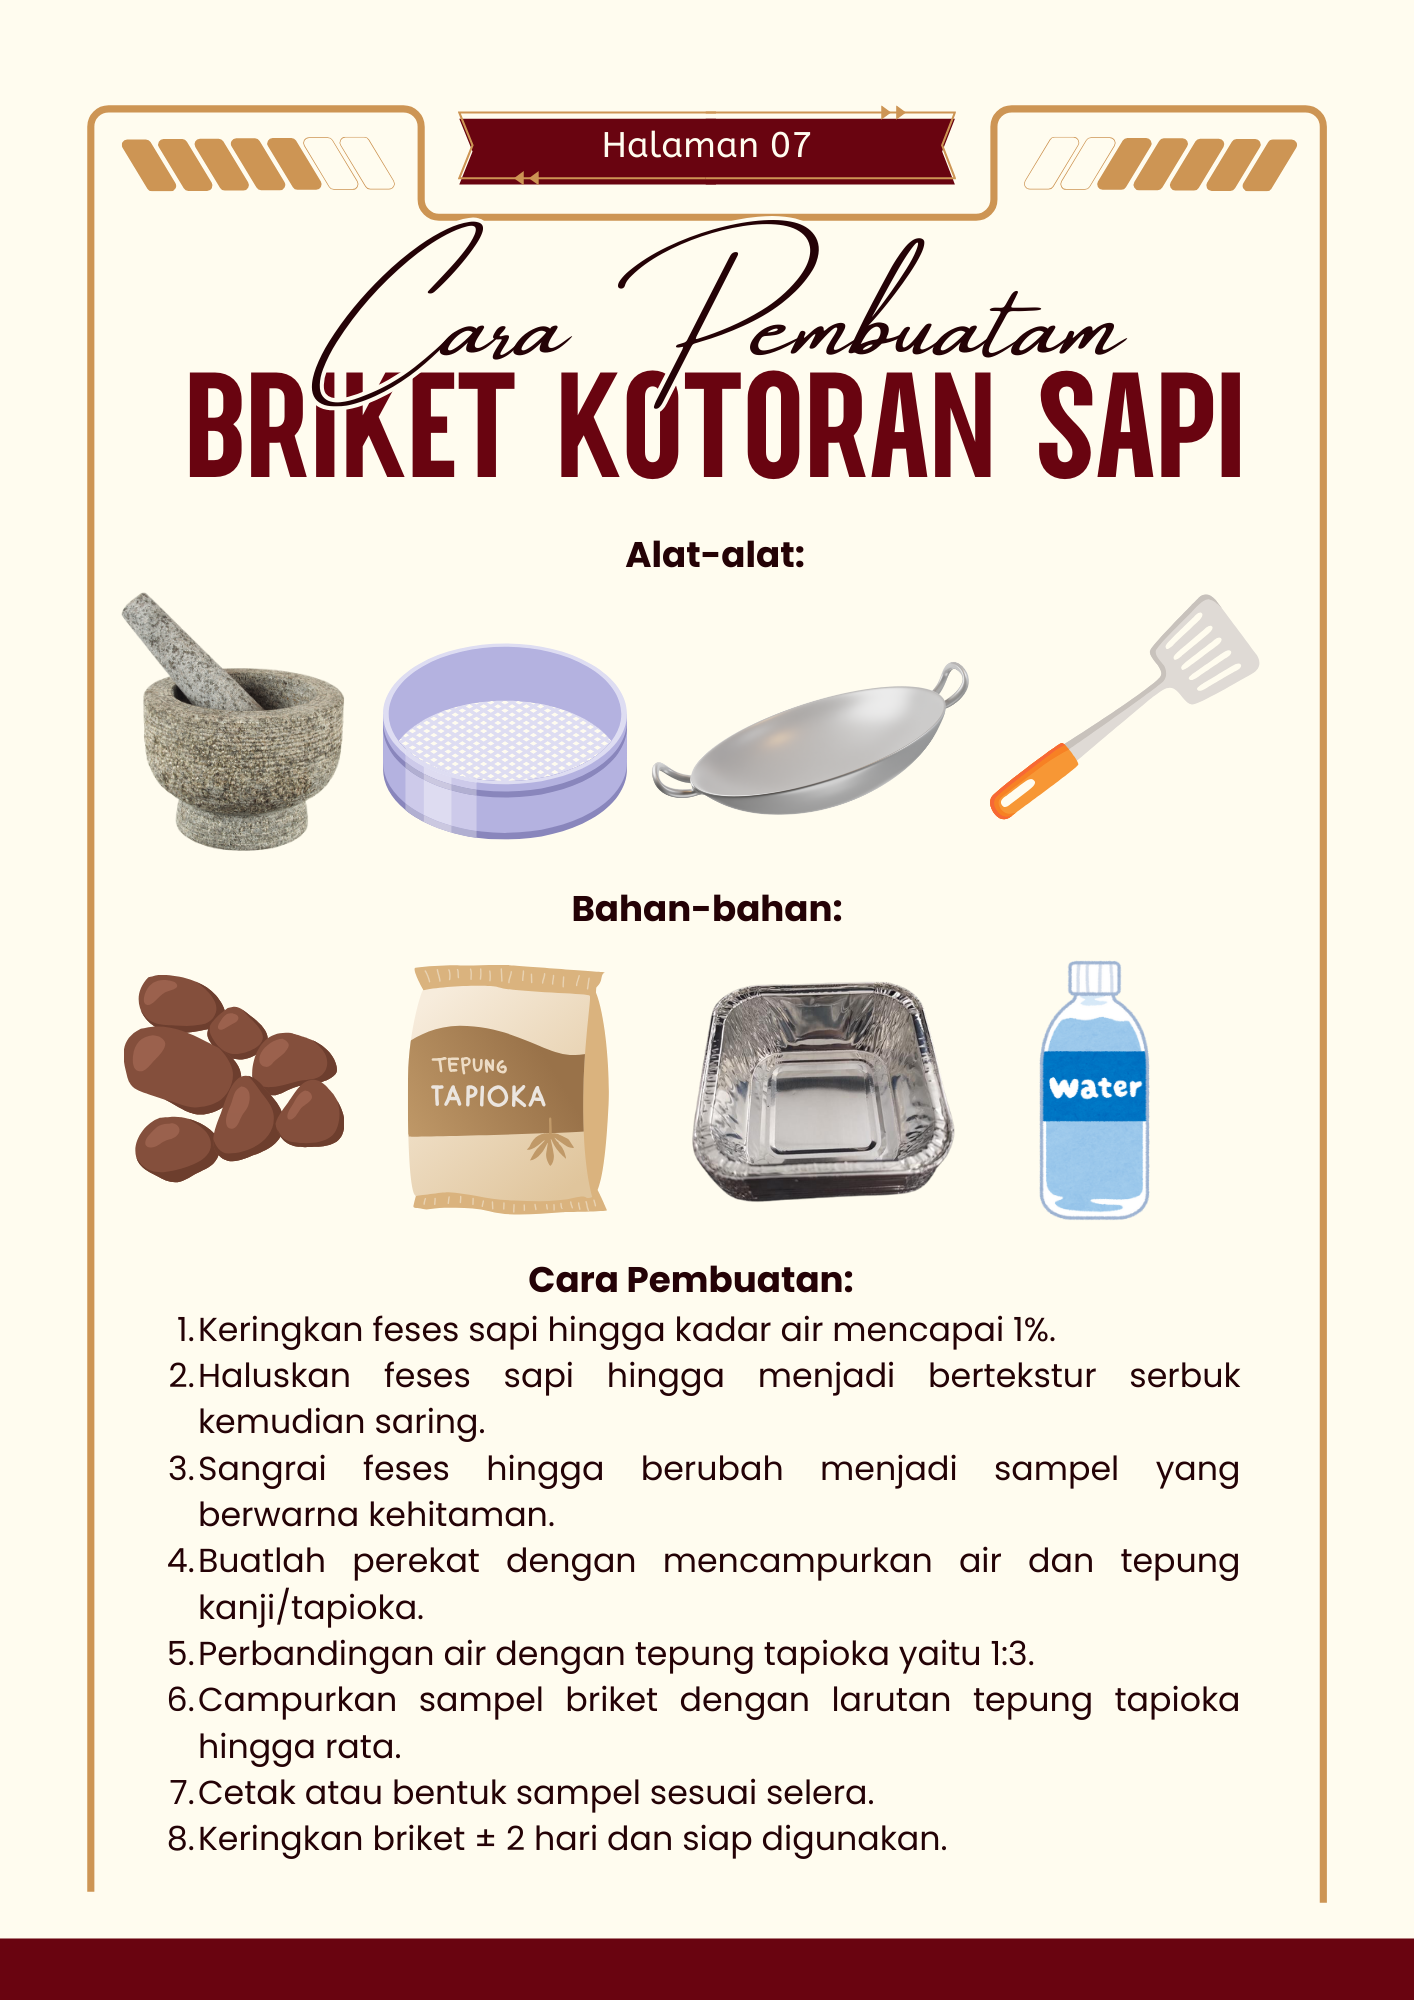 Halaman 07
Cara Pembuatam
BRIKET KOTORAN SAPI
Alat-alat:
Bahan-bahan:
TEPUNG
TAPIOKA
Water
Cara Pembuatan:
1. Keringkan feses sapi hingga kadar air mencapai 1%.
2. Haluskan feses sapi hingga menjadi bertekstur serbuk
kemudian saring.
3. Sangrai feses hingga berubah menjadi sampel yang
berwarna kehitaman.
4. Buatlah perekat dengan mencampurkan air dan tepung
kanji/tapioka.
5. Perbandingan air dengan tepung tapioka yaitu 1:3.
6. Campurkan sampel briket dengan larutan tepung tapioka
hingga rata.
7. Cetak atau bentuk sampel sesuai selera.
8. Keringkan briket ± 2 hari dan siap digunakan.